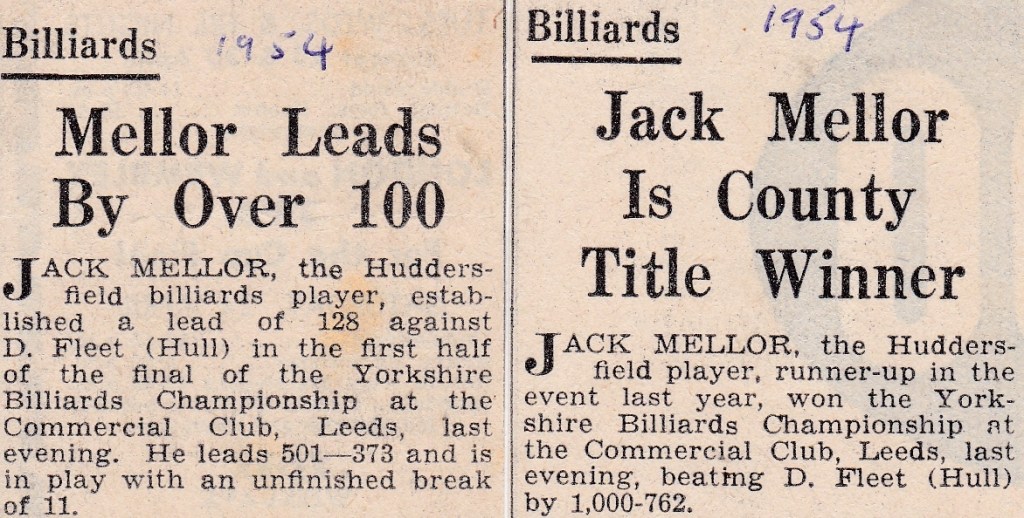 Billiards 1954
Mellor Leads
By Over 100
JACK MELLOR, the Hudders-
field billiards player, estab-
lished a lead of 128 against
D. Fleet (Hull) in the first half
of the final of the Yorkshire
Billiards Championship at the
Commercial Club, Leeds, last
evening. He leads 501—373 and is
in play with an unfinished break
of 11.
Billiards 1954
Jack Mellor
Is County
Title Winner
JACK MELLOR, the Hudders-
field player, runner-up in the
event last year, won the York-
shire Billiards Championship at
the Commercial Club, Leeds, last
evening, beating D. Fleet (Hull)
by 1,000-762.